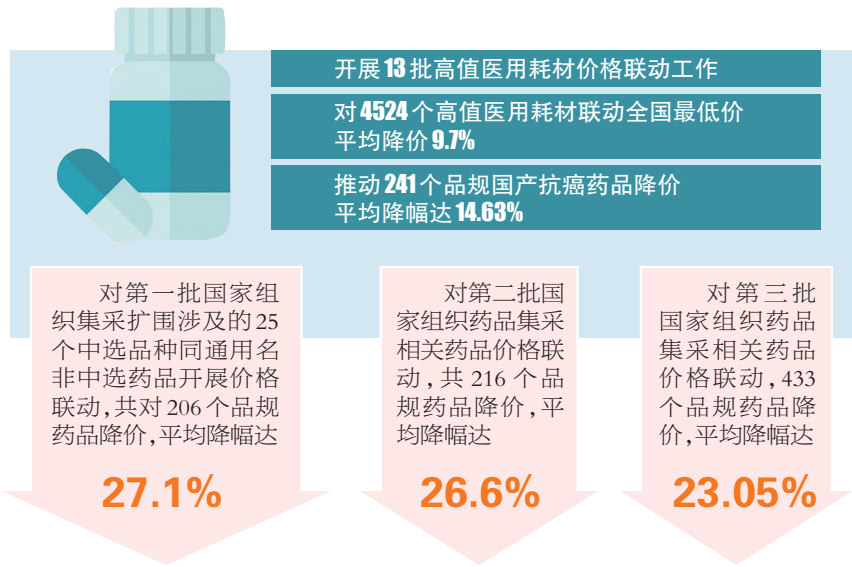 开展13批高值医用耗材价格联动工作
对4524个高值医用耗材联动全国最低价
平均降价9.7%
推动241个品规国产抗癌药品降价
平均降幅达14.63%
对第一批国家组
织集采扩围涉及的25
个中选品种同通用名
非中选药品开展价格
联动,共对206个品规
药品降价,平均降幅达
27.1%
对第二批国
家组织药品集采
相关药品价格联
动,共216个品
规药品降价,平
均降幅达
26.6%
对第三批
国家组织药品
集采相关药品
价格联动,433
个品规药品降
价,平均降幅达
23.05%